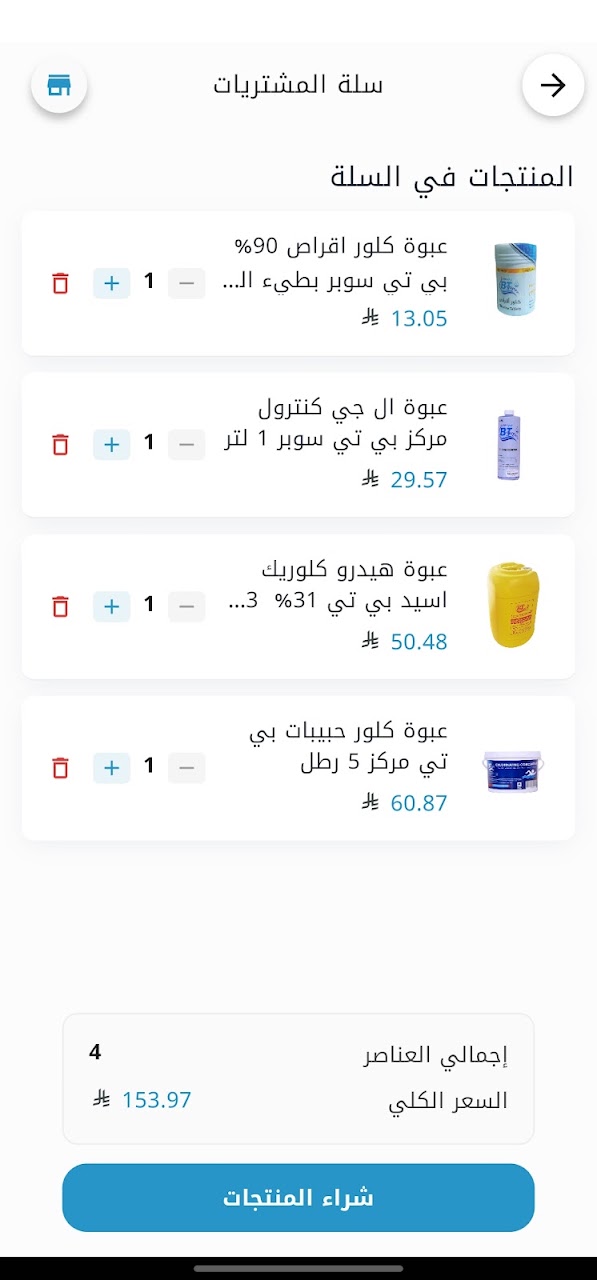 سلة المشتريات
المنتجات في السلة
عبوة كلور اقراص 90%
بي تي سوبر بطيء ال...
13.05
1
عبوة ال جي كنترول
مركز بي تي سوبر 1 لتر
29.57
1
BT
عبوة هيدرو كلوريك
اسيد بي تي 31% 3...
50.48
1
عبوة كلور حبيبات بي
تي مركز 5 رطل
60.87
1
إجمالي العناصر 4
السعر الكلي 153.97
شراء المنتجات